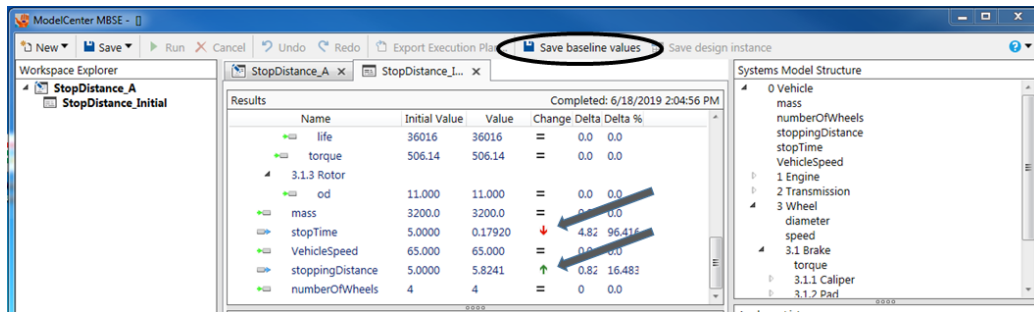 ModelCenter MBSE - []
New Save Run Cancel Undo Redo Export Execution Pla... Save baseline values Save design instance
Workspace Explorer
StopDistance_A
StopDistance_Initial
StopDistance_A x StopDistance_I... x
Results Completed: 6/18/2019 2:04:56 PM
Name Initial Value Value Change Delta Delta %
life 36016 36016 = 0.0 0.0
torque 506.14 506.14 = 0.0 0.0
3.1.3 Rotor
od 11.000 11.000 = 0.0 0.0
mass 3200.0 3200.0 = 0.0 0.0
stopTime 5.0000 0.17920 4.82 96.416
VehicleSpeed 65.000 65.000 = 0.0 0.0
stoppingDistance 5.0000 5.8241 0.82 16.483
numberOfWheels 4 4 = 0 0.0
Systems Model Structure
0 Vehicle
mass
numberOfWheels
stoppingDistance
stopTime
VehicleSpeed
1 Engine
2 Transmission
3 Wheel
diameter
speed
3.1 Brake
torque
3.1.1 Caliper
3.1.2 Pad